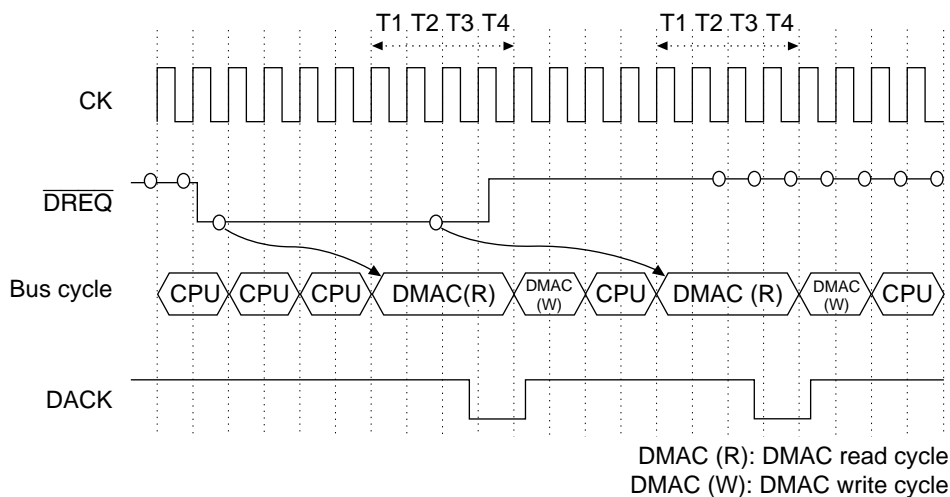 T1 T2 T3 T4 T1 T2 T3 T4
CK
DREQ
Bus cycle CPU CPU CPU DMAC(R) DMAC (W) CPU DMAC (R) DMAC (W) CPU
DACK
DMAC (R): DMAC read cycle
DMAC (W): DMAC write cycle